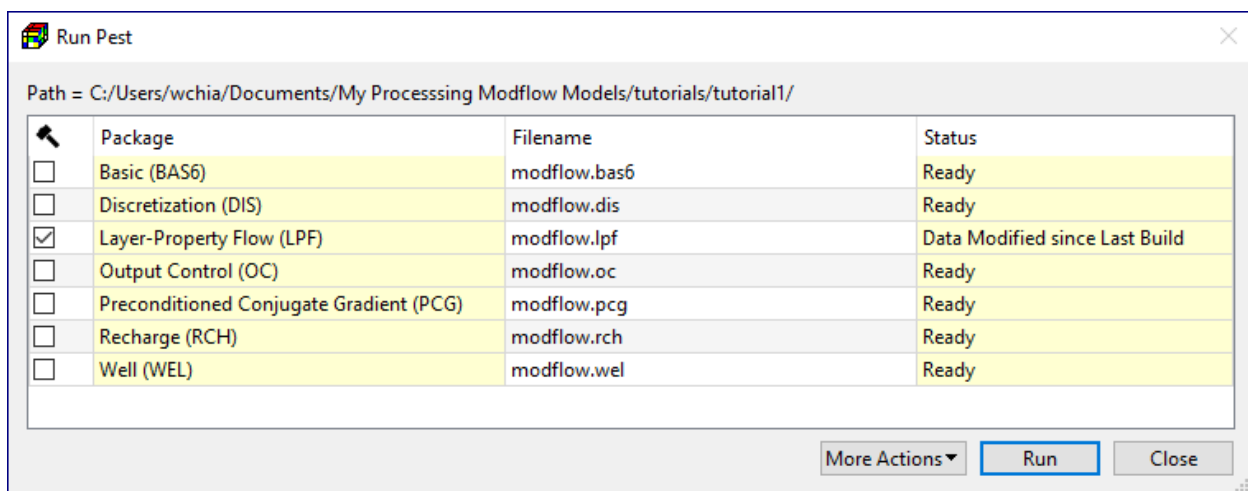 Run Pest
Path = C:/Users/wchia/Documents/My Processsing Modflow Models/tutorials/tutorial1/
Package Filename Status
Basic (BAS6) modflow.bas6 Ready
Discretization (DIS) modflow.dis Ready
Layer-Property Flow (LPF) modflow.lpf Data Modified since Last Build
Output Control (OC) modflow.oc Ready
Preconditioned Conjugate Gradient (PCG) modflow.pcg Ready
Recharge (RCH) modflow.rch Ready
Well (WEL) modflow.wel Ready
More Actions Run Close